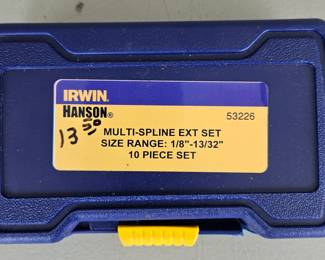 IRWIN.
HANSON®
53226
13 50
MULTI-SPLINE EXT SET
SIZE RANGE: 1/8"-13/32"
10 PIECE SET